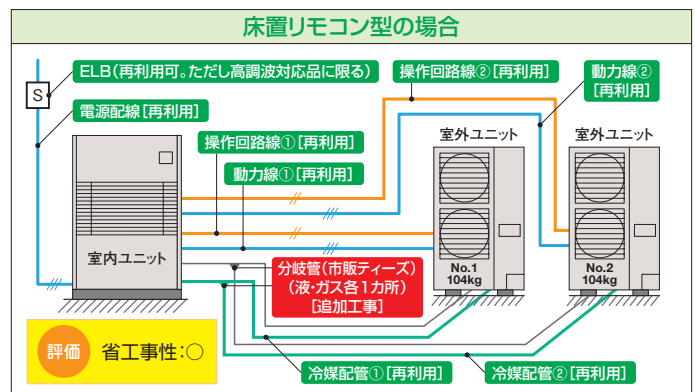 床置リモコン型の場合
ELB(再利用可。ただし高調波対応品に限る)
S
電源配線[再利用]
操作回路線②[再利用]
動力線②
[再利用]
操作回路線①[再利用]
動力線①[再利用]
室外ユニット
室外ユニット
室内ユニット
分岐管(市販ティーズ)
(液・ガス各1カ所)
[追加工事]
No.1
104kg
No.2
104kg
評価 省工事性:○
冷媒配管①[再利用]
冷媒配管②[再利用]